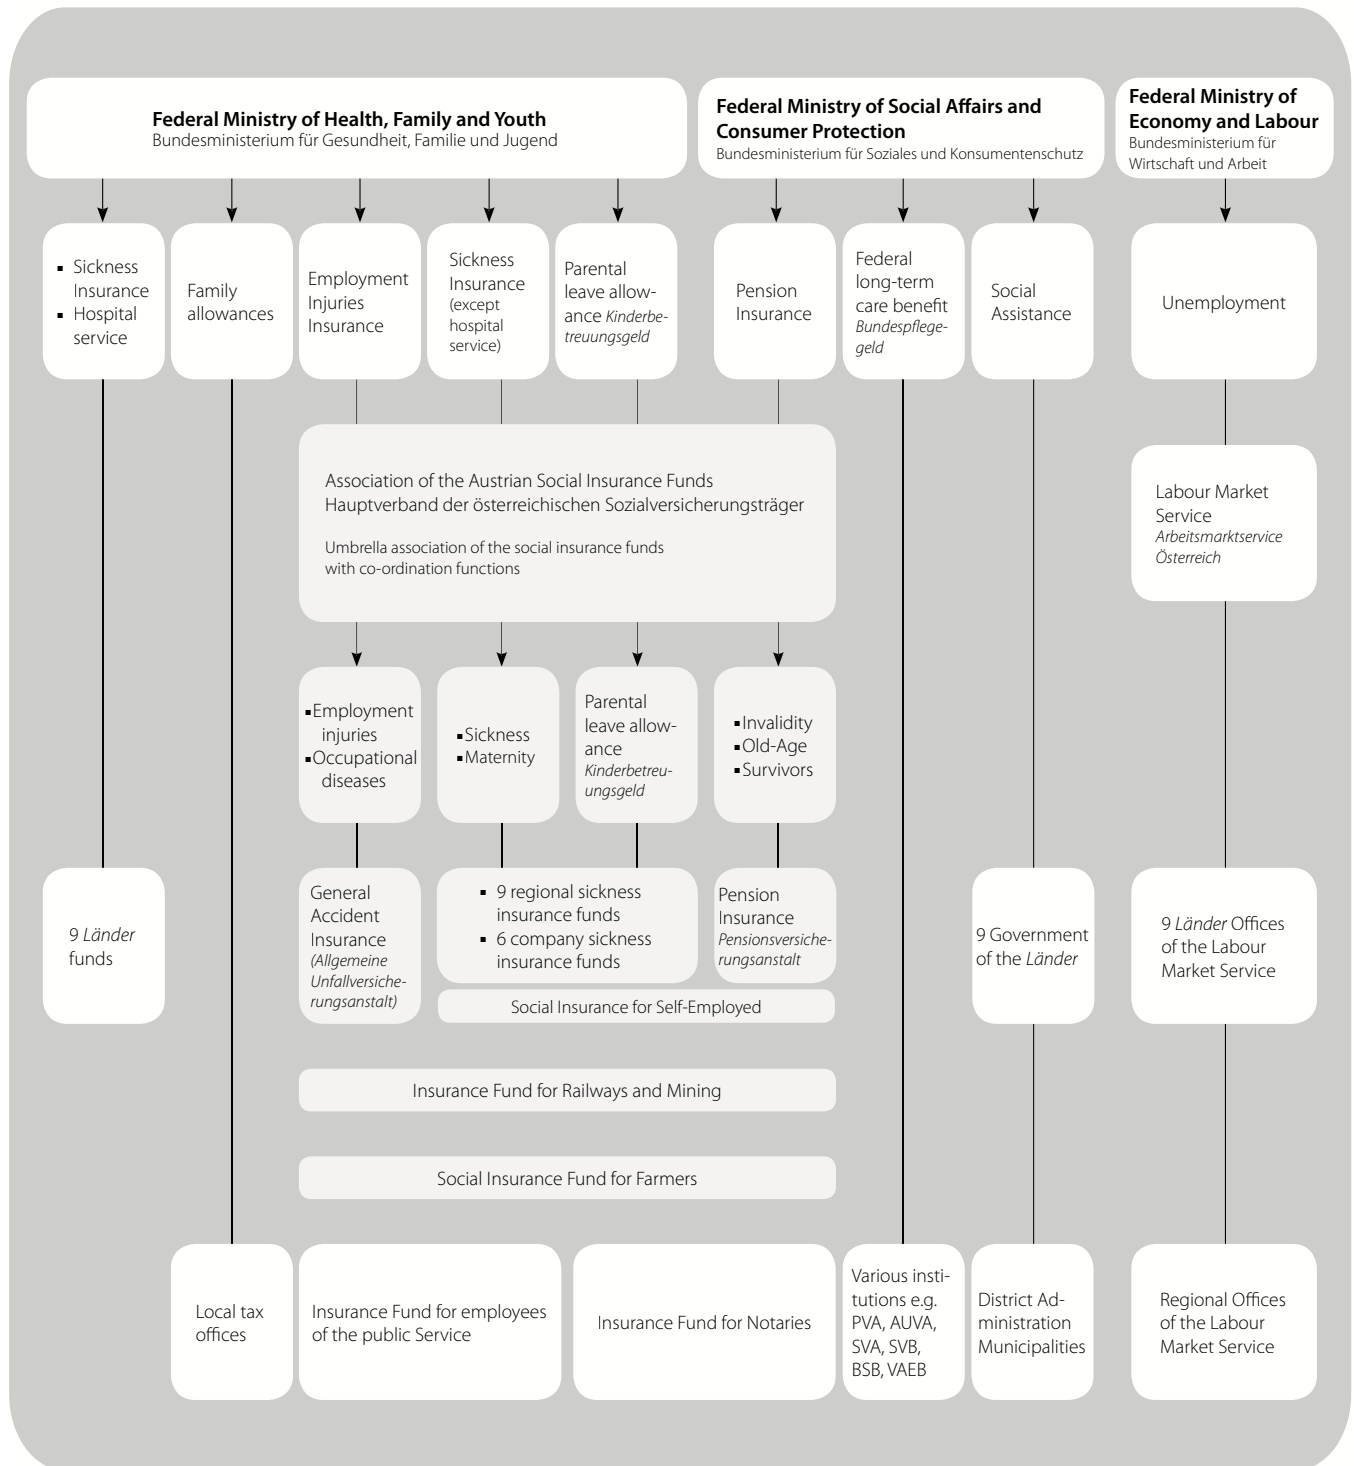 Federal Ministry of Health, Family and Youth
Bundesministerium für Gesundheit, Familie und Jugend
Federal Ministry of Social Affairs and
Consumer Protection
Bundesministerium für Soziales und Konsumentenschutz
Federal Ministry of
Economy and Labour
Bundesministerium für
Wirtschaft und Arbeit
▪ Sickness
Insurance
▪ Hospital
service
Family
allowances
Employment
Injuries
Insurance
Sickness
Insurance
(except
hospital
service)
Parental
leave allow-
ance Kinderbe-
treuungsgeld
Pension
Insurance
Federal
long-term
care benefit
Bundespflege-
geld
Social
Assistance
Unemployment
Association of the Austrian Social Insurance Funds
Hauptverband der österreichischen Sozialversicherungsträger
Umbrella association of the social insurance funds
with co-ordination functions
Labour Market
Service
Arbeitsmarktservice
Österreich
▪Employment
injuries
▪Occupational
diseases
▪Sickness
▪Maternity
Parental
leave allow-
ance
Kinderbetreu-
ungsgeld
▪Invalidity
▪Old-Age
▪Survivors
9 Länder
funds
General
Accident
Insurance
(Allgemeine
Unfallversiche-
rungsanstalt)
▪ 9 regional sickness
insurance funds
▪ 6 company sickness
insurance funds
Pension
Insurance
Pensionsversiche-
rungsanstalt
Social Insurance for Self-Employed
9 Government
of the Länder
9 Länder Offices
of the Labour
Market Service
Insurance Fund for Railways and Mining
Social Insurance Fund for Farmers
Local tax
offices
Insurance Fund for employees
of the public Service
Insurance Fund for Notaries
Various insti-
tutions e.g.
PVA, AUVA,
SVA, SVB,
BSB, VAEB
District Ad-
ministration
Municipalities
Regional Offices
of the Labour
Market Service